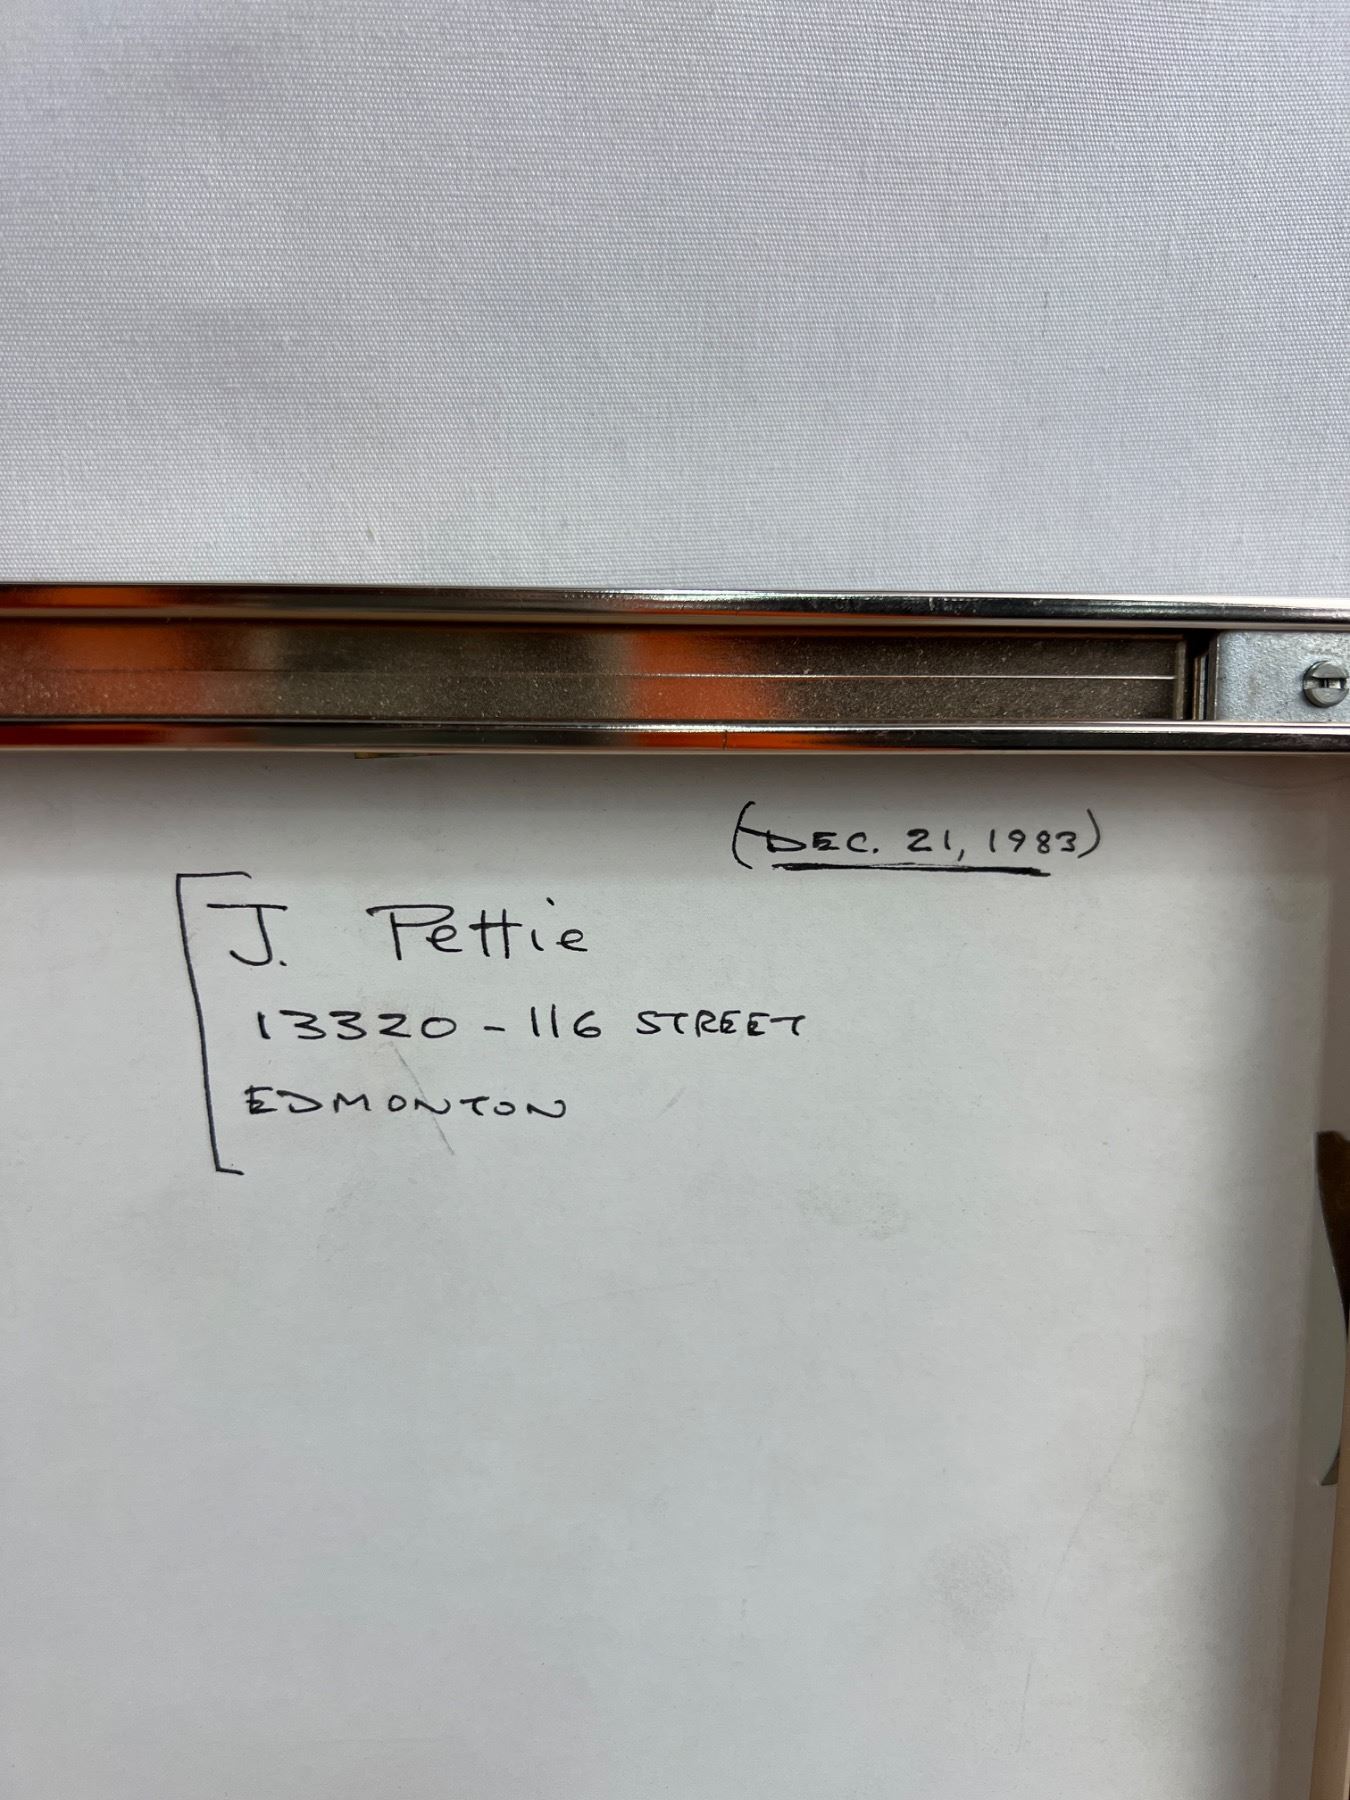 (DEC. 21, 1983)
J. Pettie
13320 - 116 STREET
EDMONTON